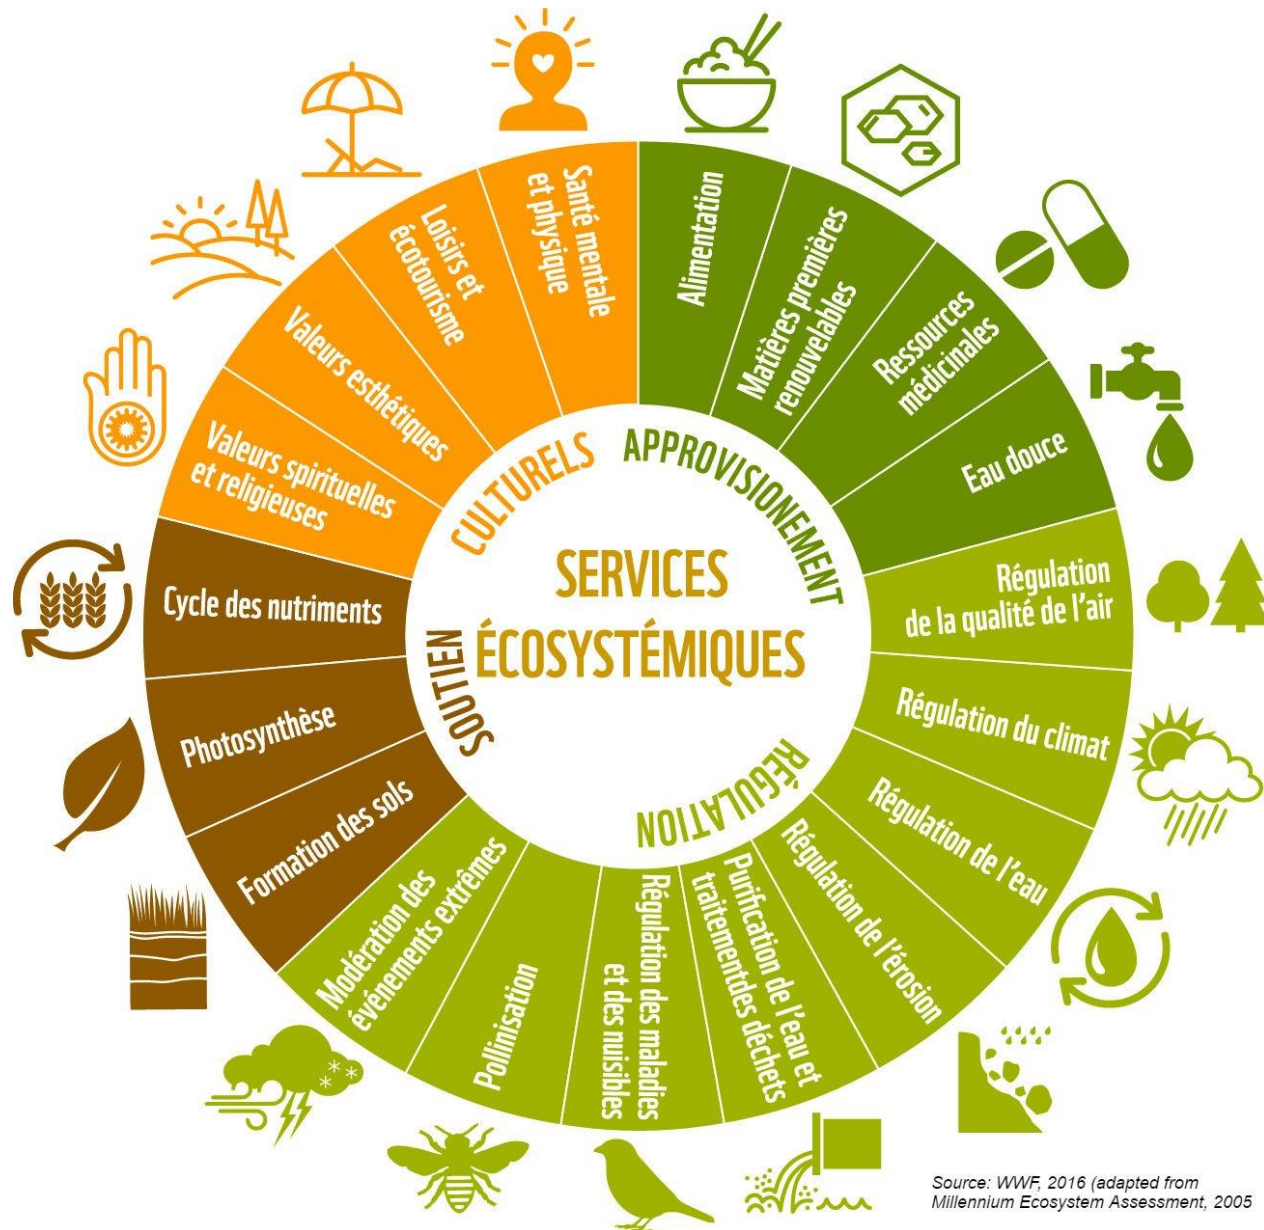 SERVICES
ÉCOSYSTÉMIQUES
APPROVISIONEMENT
Alimentation
Matières premières
renouvelables
Ressources
médicinales
Eau douce
RÉGULATION
Régulation
de la qualité de l'air
Régulation du climat
Régulation de l'eau
Régulation de l'érosion
Purification de l'eau et
traitementdes déchets
Régulation des maladies
et des nuisibles
Pollinisation
Modération des
événements extrêmes
SOUTIEN
Formation des sols
Photosynthèse
Cycle des nutriments
CULTURELS
Valeurs spirituelles
et religieuses
Valeurs esthétiques
Loisirs et
écotourisme
Santé mentale
et physique
Source: WWF, 2016 (adapted from
Millennium Ecosystem Assessment, 2005